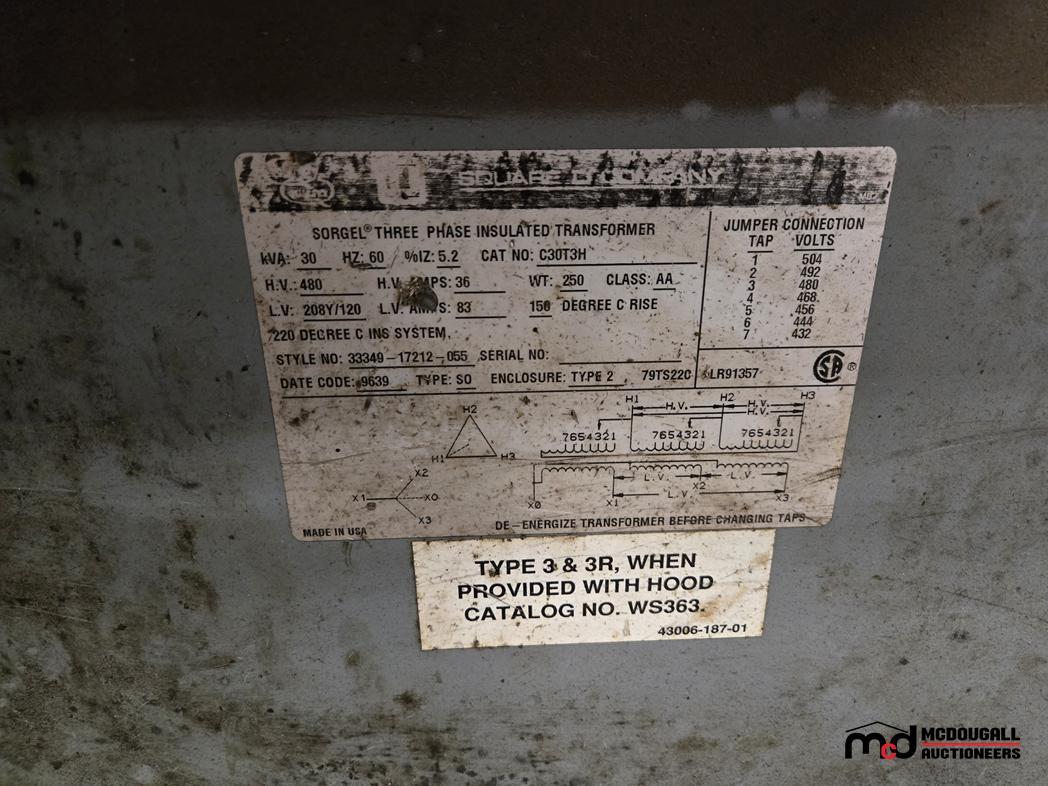 SQUARE D COMPANY
SORGEL® THREE PHASE INSULATED TRANSFORMER
KVA: 30 HZ: 60 %IZ: 5.2 CAT NO: C30T3H
H.V.: 480 H.V. AMPS: 36 WT: 250 CLASS: AA
L.V: 208Y/120 L.V. AMPS: 83 150 DEGREE C RISE
220 DEGREE C INS SYSTEM,
STYLE NO: 33349-17212-055 SERIAL NO:
DATE CODE: 9639 TYPE: SO ENCLOSURE: TYPE 2 79TS22C LR91357
JUMPER CONNECTION
TAP VOLTS
1 504
2 492
3 480
4 468
5 456
6 444
7 432
SA ®
H2
H1 H3
X2
X1 X0
X3
H1 H2 H3
H.V. H.V.
H.V.
7654321 7654321 7654321
L.V. L.V.
X2
L.V.
X0 X1 X3
MADE IN USA
DE-ENERGIZE TRANSFORMER BEFORE CHANGING TAPS
TYPE 3 & 3R, WHEN
PROVIDED WITH HOOD
CATALOG NO. WS363.
43006-187-01
mcd MCDOUGALL
AUCTIONEERS